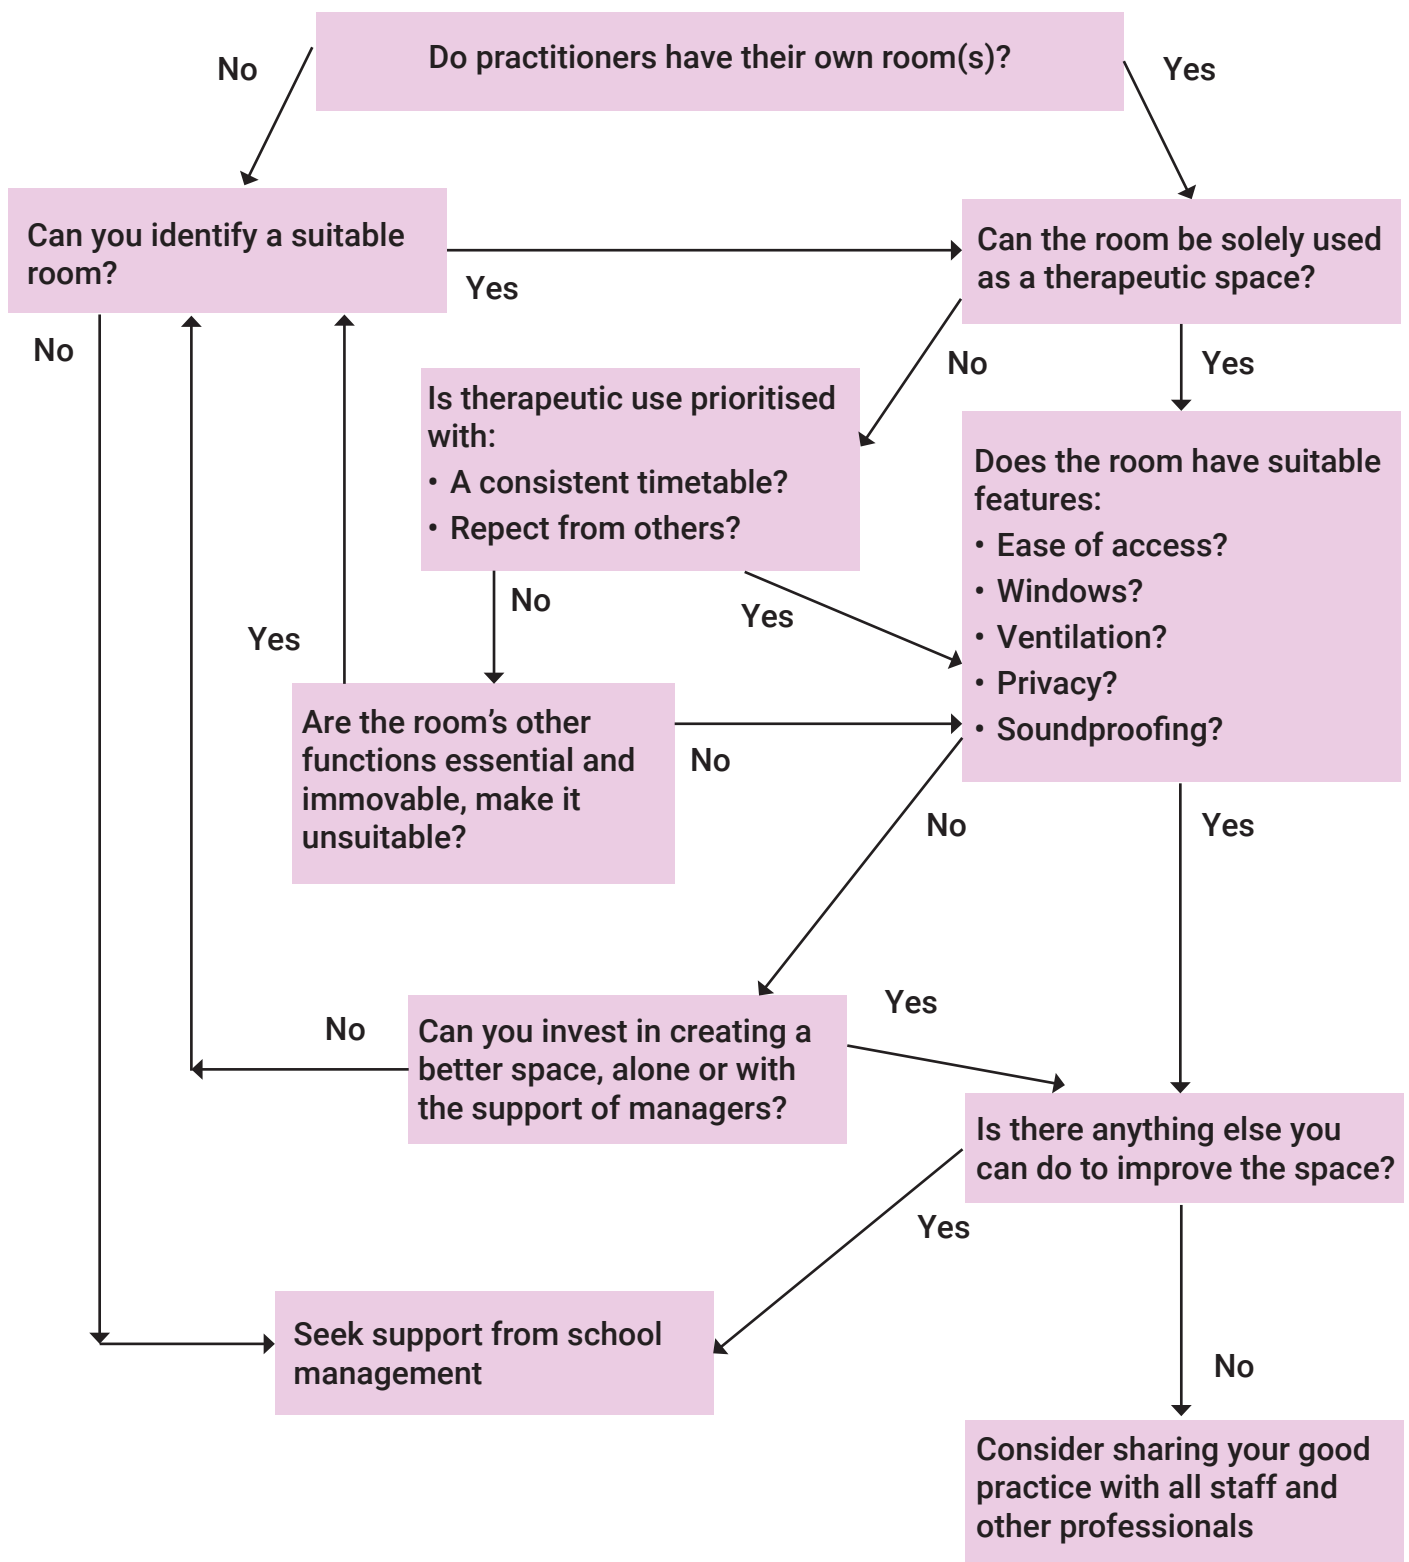 Do practitioners have their own room(s)?
No
Yes
Can you identify a suitable
room?
Yes
Can the room be solely used
as a therapeutic space?
No
No
Yes
Is therapeutic use prioritised
with:
• A consistent timetable?
• Repect from others?
Does the room have suitable
features:
• Ease of access?
• Windows?
• Ventilation?
• Privacy?
• Soundproofing?
No
Yes
Yes
Are the room’s other
functions essential and
immovable, make it
unsuitable?
No
No
Yes
No
Can you invest in creating a
better space, alone or with
the support of managers?
Yes
Is there anything else you
can do to improve the space?
Yes
Seek support from school
management
No
Consider sharing your good
practice with all staff and
other professionals